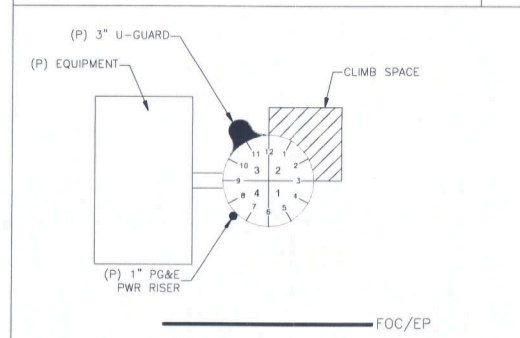 (P) 3" U-GUARD
(P) EQUIPMENT
CLIMB SPACE
12
11
1
10
2
3
2
9
3
4
1
8
4
7
5
6
(P) 1" PG&E
PWR RISER
FOC/EP